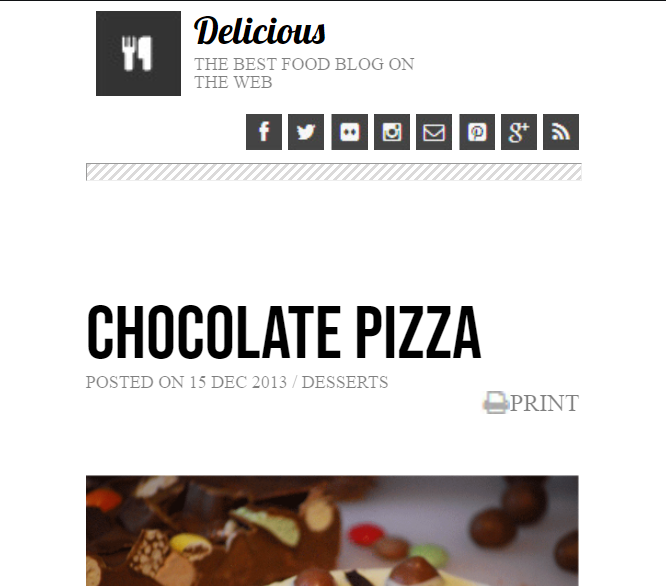 Delicious
THE BEST FOOD BLOG ON
THE WEB
CHOCOLATE PIZZA
POSTED ON 15 DEC 2013 / DESSERTS
PRINT